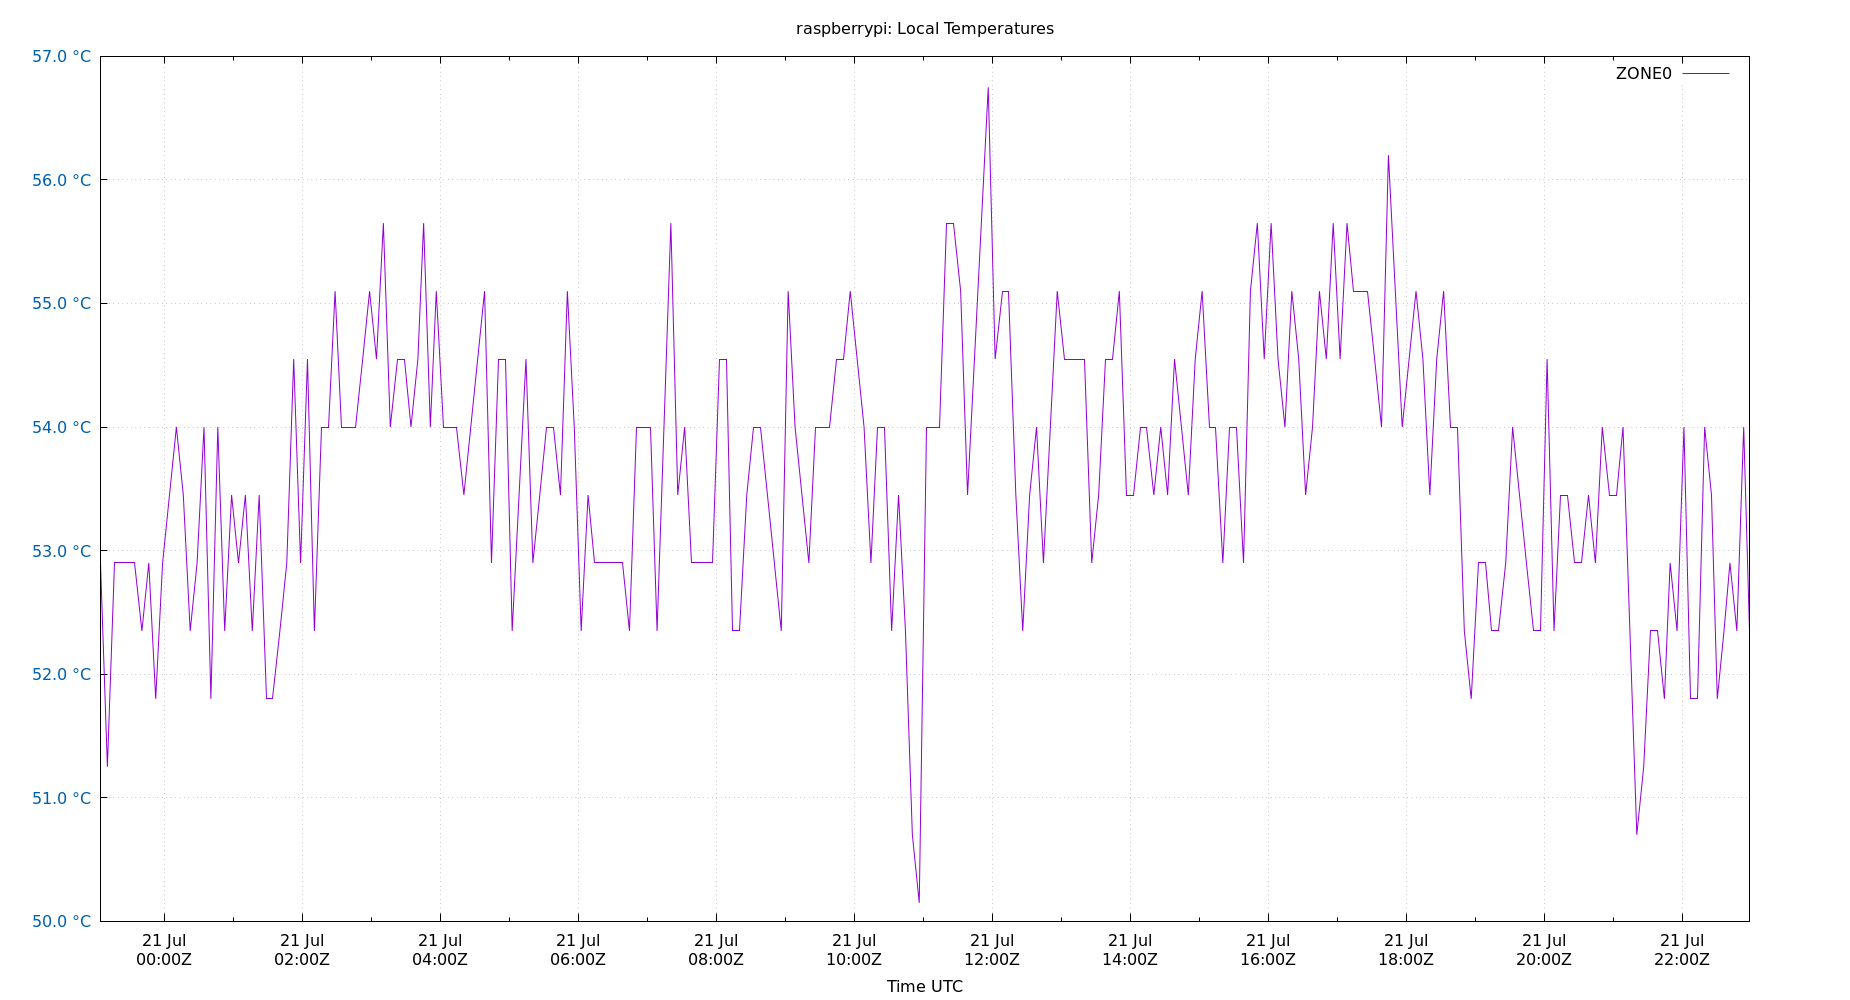 raspberrypi: Local Temperatures
57.0 °C
ZONE0
56.0 °C
55.0 °C
54.0 °C
53.0 °C
52.0 °C
51.0 °C
50.0 °C
21 Jul 21 Jul 21 Jul 21 Jul 21 Jul 21 Jul 21 Jul 21 Jul 21 Jul 21 Jul 21 Jul 21 Jul
00:00Z 02:00Z 04:00Z 06:00Z 08:00Z 10:00Z 12:00Z 14:00Z 16:00Z 18:00Z 20:00Z 22:00Z
Time UTC